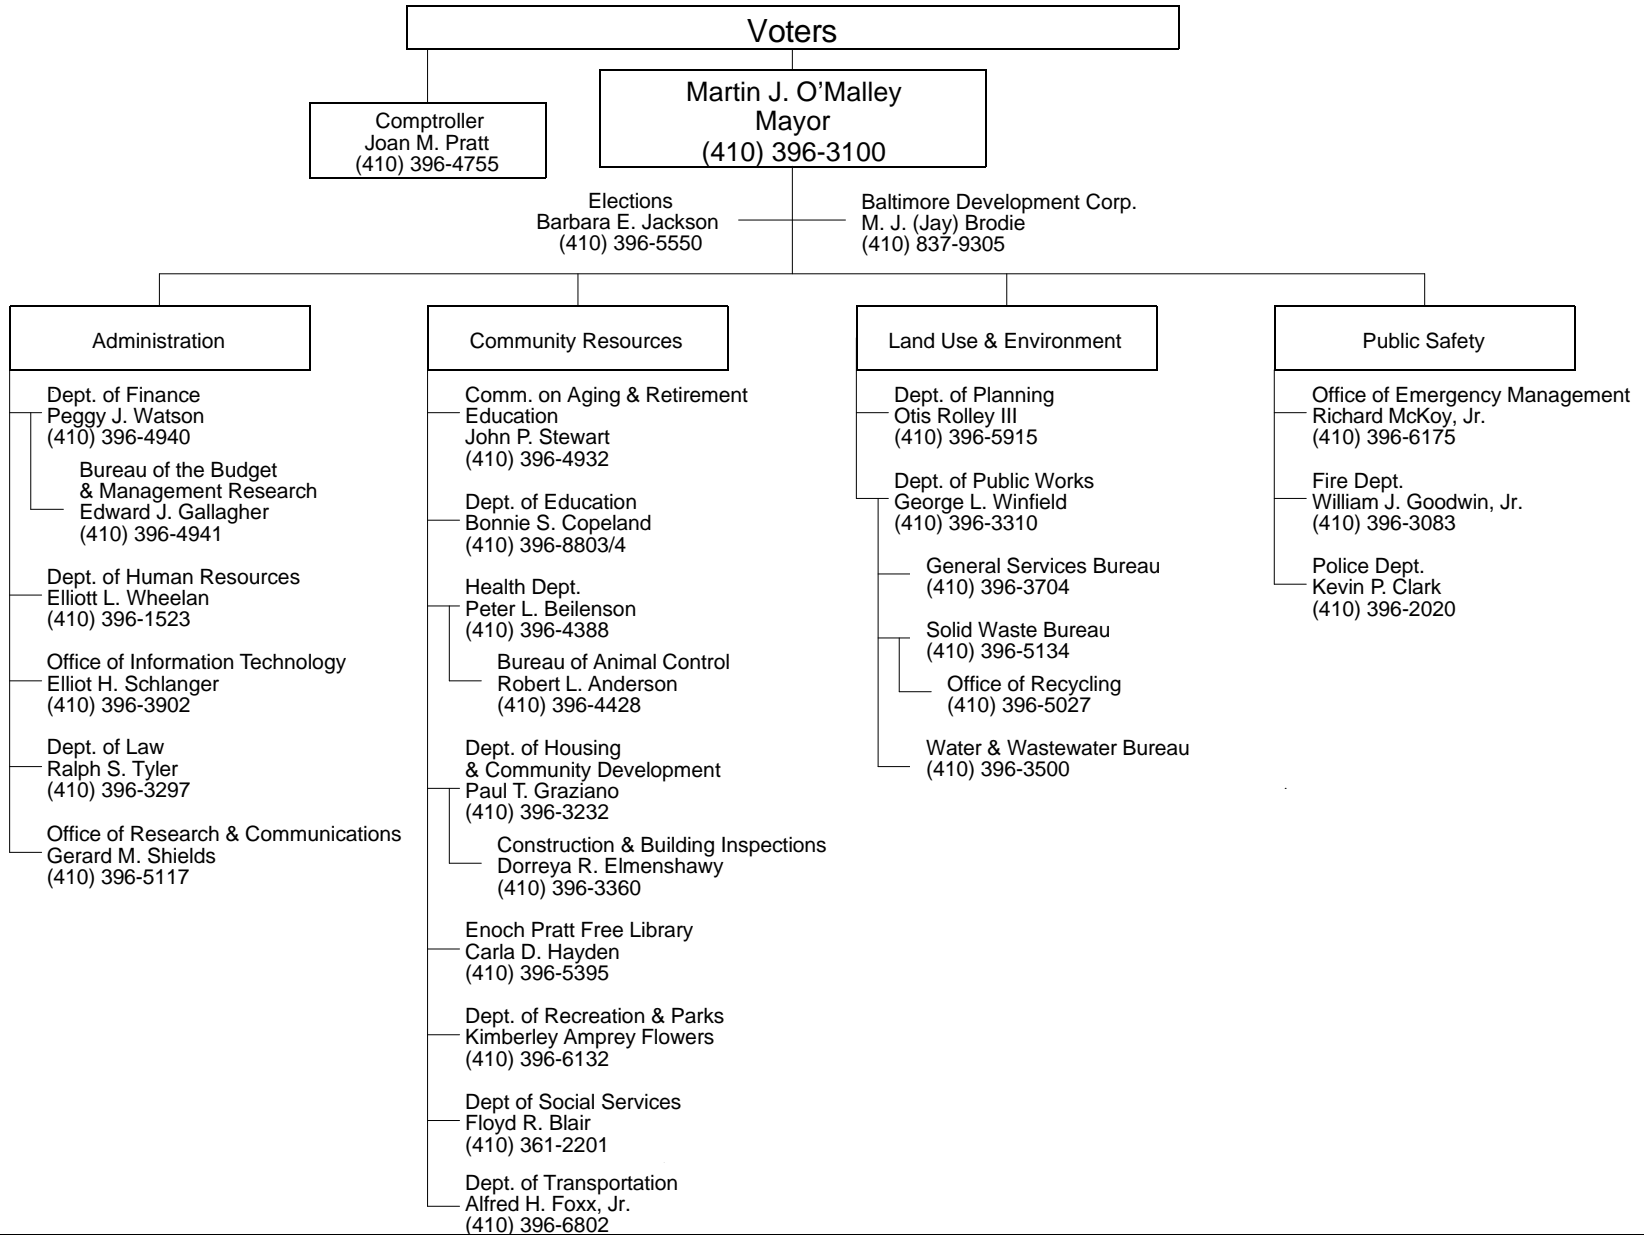 Voters
Comptroller
Joan M. Pratt
(410) 396-4755
Martin J. O’Malley
Mayor
(410) 396-3100
Elections
Barbara E. Jackson
(410) 396-5550
Baltimore Development Corp.
M. J. (Jay) Brodie
(410) 837-9305
Administration
Dept. of Finance
Peggy J. Watson
(410) 396-4940
Bureau of the Budget
& Management Research
Edward J. Gallagher
(410) 396-4941
Dept. of Human Resources
Elliott L. Wheelan
(410) 396-1523
Office of Information Technology
Elliot H. Schlanger
(410) 396-3902
Dept. of Law
Ralph S. Tyler
(410) 396-3297
Office of Research & Communications
Gerard M. Shields
(410) 396-5117
Community Resources
Comm. on Aging & Retirement
Education
John P. Stewart
(410) 396-4932
Dept. of Education
Bonnie S. Copeland
(410) 396-8803/4
Health Dept.
Peter L. Beilenson
(410) 396-4388
Bureau of Animal Control
Robert L. Anderson
(410) 396-4428
Dept. of Housing
& Community Development
Paul T. Graziano
(410) 396-3232
Construction & Building Inspections
Dorreya R. Elmenshawy
(410) 396-3360
Enoch Pratt Free Library
Carla D. Hayden
(410) 396-5395
Dept. of Recreation & Parks
Kimberley Amprey Flowers
(410) 396-6132
Dept of Social Services
Floyd R. Blair
(410) 361-2201
Dept. of Transportation
Alfred H. Foxx, Jr.
(410) 396-6802
Land Use & Environment
Dept. of Planning
Otis Rolley III
(410) 396-5915
Dept. of Public Works
George L. Winfield
(410) 396-3310
General Services Bureau
(410) 396-3704
Solid Waste Bureau
(410) 396-5134
Office of Recycling
(410) 396-5027
Water & Wastewater Bureau
(410) 396-3500
Public Safety
Office of Emergency Management
Richard McKoy, Jr.
(410) 396-6175
Fire Dept.
William J. Goodwin, Jr.
(410) 396-3083
Police Dept.
Kevin P. Clark
(410) 396-2020